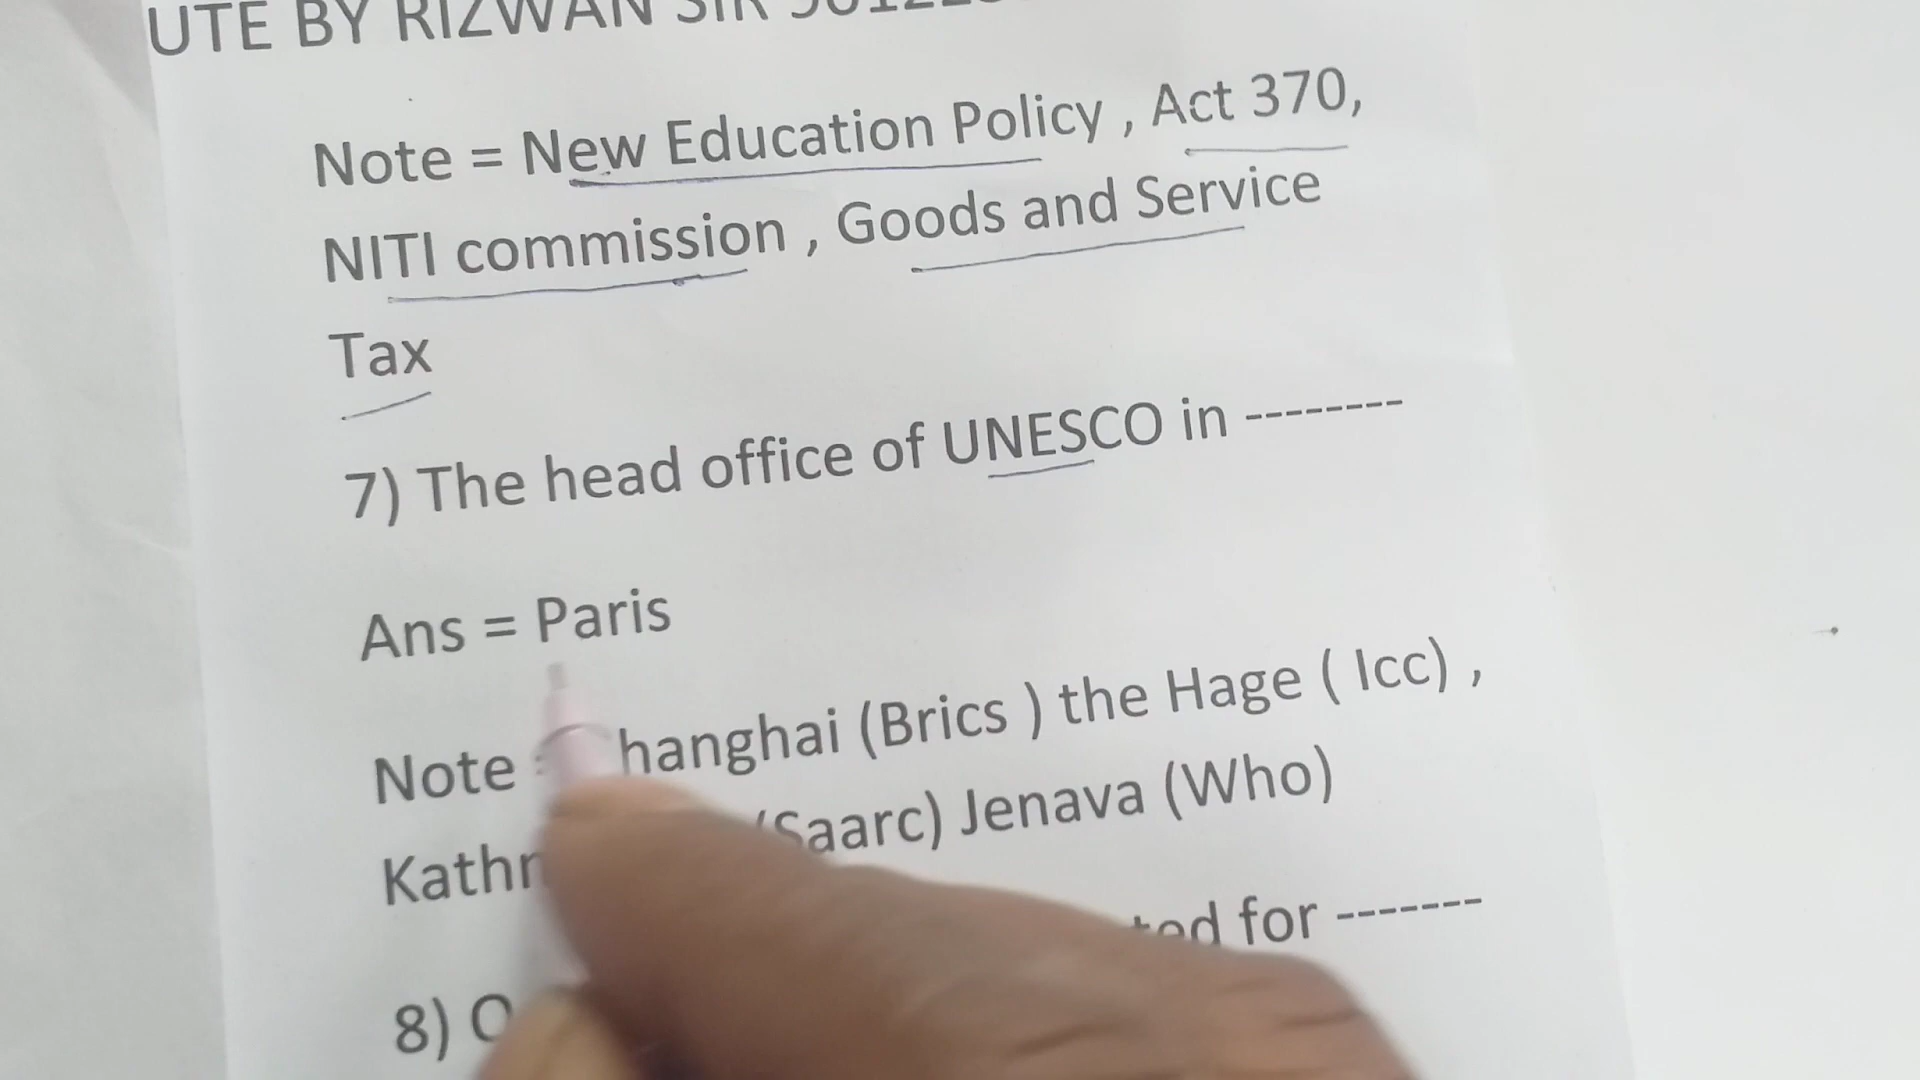 UTE BY RIZWAN SIR
Note = New Education Policy , Act 370,
NITI commission , Goods and Service
Tax
7) The head office of UNESCO in --------
Ans = Paris
Note hanghai (Brics ) the Hage ( Icc) ,
(Saarc) Jenava (Who)
for -------
8)